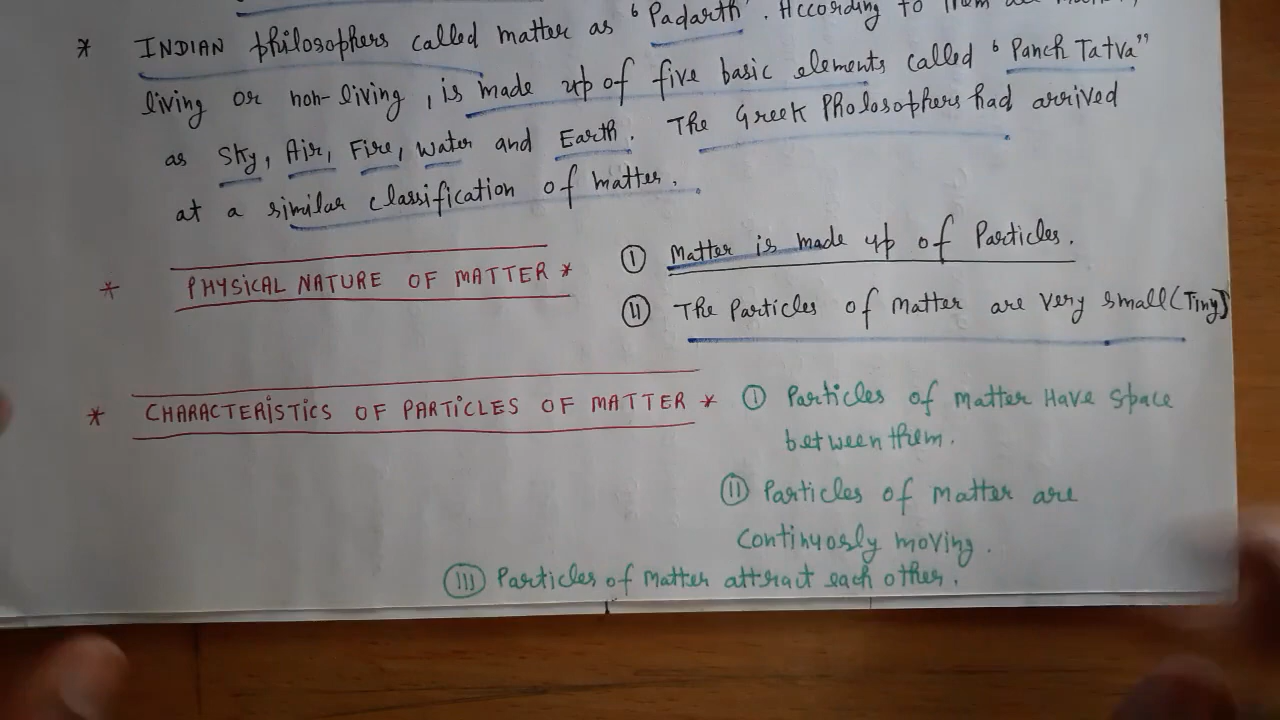 * INDIAN philosophers called matter as ‘Padarth’. According to them all matter,
living or non-living, is made up of five basic elements called ‘Panch Tatva”
as Sky, Air, Fire, Water and Earth. The Greek Pholosophers had arrived
at a similar classification of matter.
* PHYSICAL NATURE OF MATTER *
(I) Matter is made up of Particles.
(II) The Particles of matter are very small (Tiny)
* CHARACTERISTICS OF PARTICLES OF MATTER *
(I) Particles of matter Have space
between them.
(II) Particles of matter are
continuosly moving.
(III) Particles of matter attract each other.